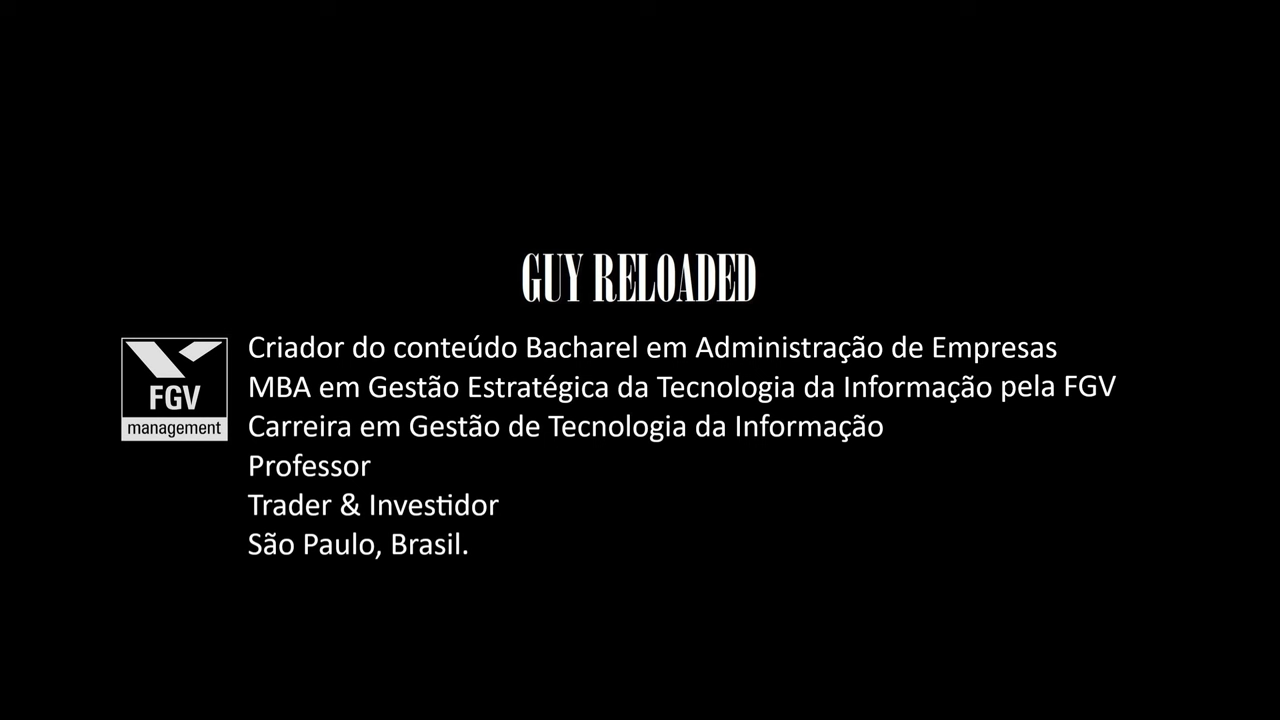 GUY RELOADED
Criador do conteúdo Bacharel em Administração de Empresas
MBA em Gestão Estratégica da Tecnologia da Informação pela FGV
Carreira em Gestão de Tecnologia da Informação
Professor
Trader & Investidor
São Paulo, Brasil.
FGV
management